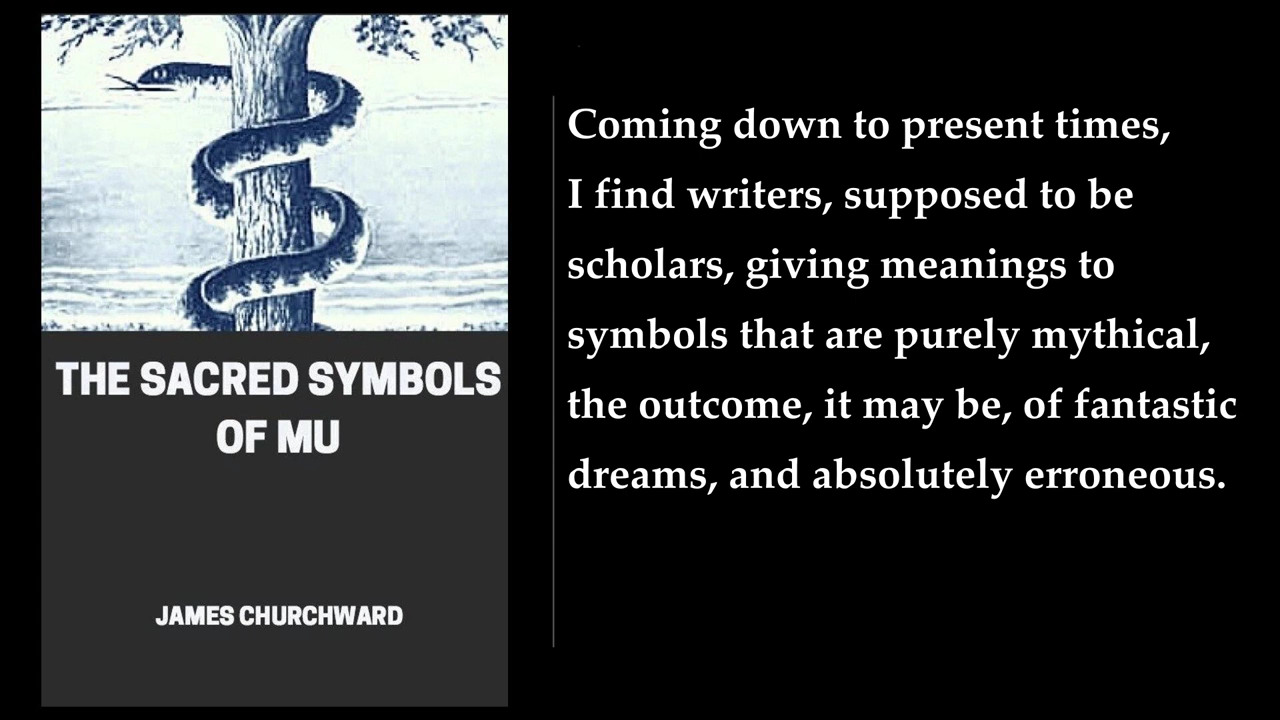 THE SACRED SYMBOLS
OF MU
JAMES CHURCHWARD
Coming down to present times,
I find writers, supposed to be
scholars, giving meanings to
symbols that are purely mythical,
the outcome, it may be, of fantastic
dreams, and absolutely erroneous.